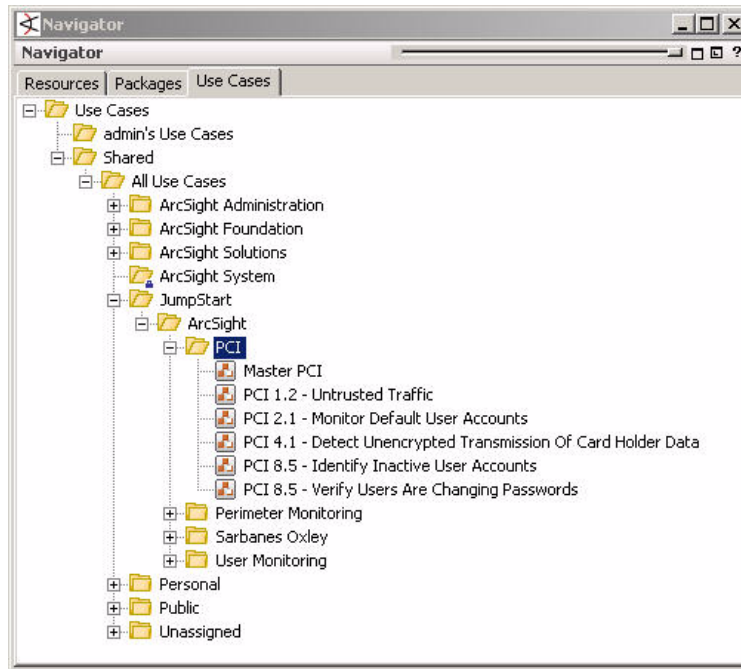 Navigator
Navigator ?
Resources Packages Use Cases
Use Cases
admin's Use Cases
Shared
All Use Cases
ArcSight Administration
ArcSight Foundation
ArcSight Solutions
ArcSight System
JumpStart
ArcSight
PCI
Master PCI
PCI 1.2 - Untrusted Traffic
PCI 2.1 - Monitor Default User Accounts
PCI 4.1 - Detect Unencrypted Transmission Of Card Holder Data
PCI 8.5 - Identify Inactive User Accounts
PCI 8.5 - Verify Users Are Changing Passwords
Perimeter Monitoring
Sarbanes Oxley
User Monitoring
Personal
Public
Unassigned